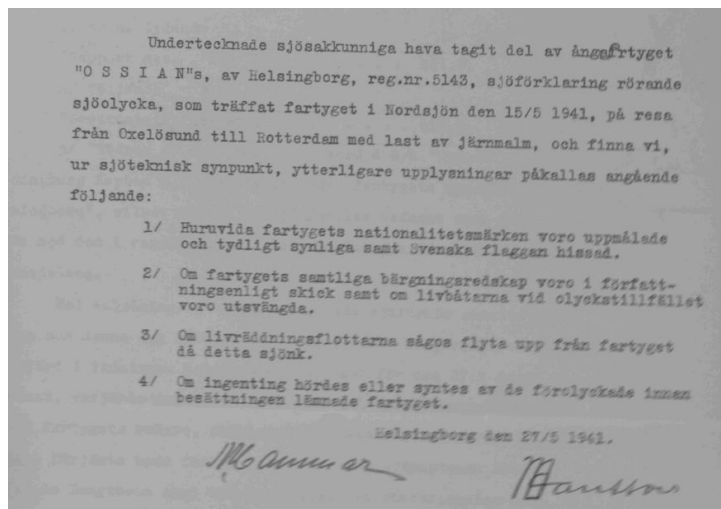 Undertecknade sjösakkunniga hava tagit del av ångafrtyget
"O S S I A N"s, av Helsingborg, reg.nr.5143, sjöförklaring rörande
sjöolycka, som träffat fartyget i Nordsjön den 15/5 1941, på resa
från Oxelösund till Rotterdam med last av järnmalm, och finna vi,
ur sjöteknisk synpunkt, ytterligare upplysningar påkallas angående
följande:
1/ Huruvida fartygets nationalitetsmärken voro uppmålade
och tydligt synliga samt Svenska flaggan hissad.
2/ Om fartygets samtliga bärgningsredskap voro i författ-
ningsenligt skick samt om livbåtarna vid olyckstillfället
voro utsvängda.
3/ Om livräddningsflottarna sågos flyta upp från fartyget
då detta sjönk.
4/ Om ingenting hördes eller syntes av de förolyckade innan
besättningen lämnade fartyget.
Helsingborg den 27/5 1941.